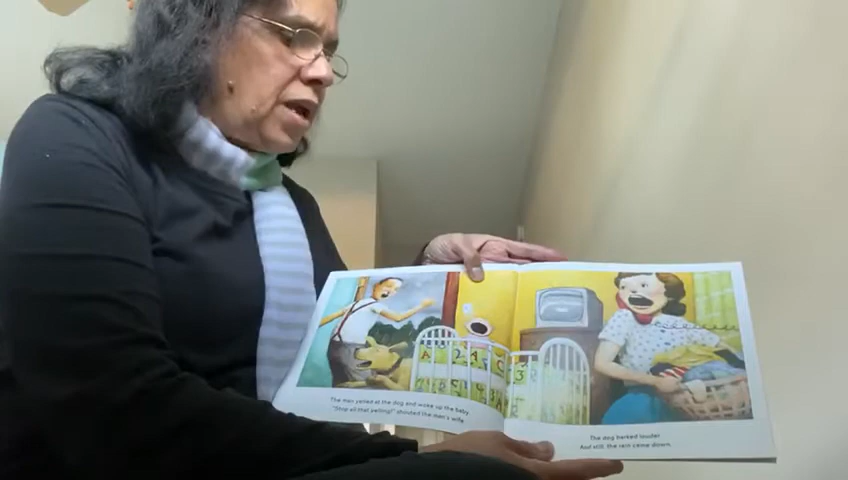 The man yelled at the dog and woke up the baby.
"Stop all that yelling!" shouted the man's wife.
The dog barked louder.
And still the rain came down.